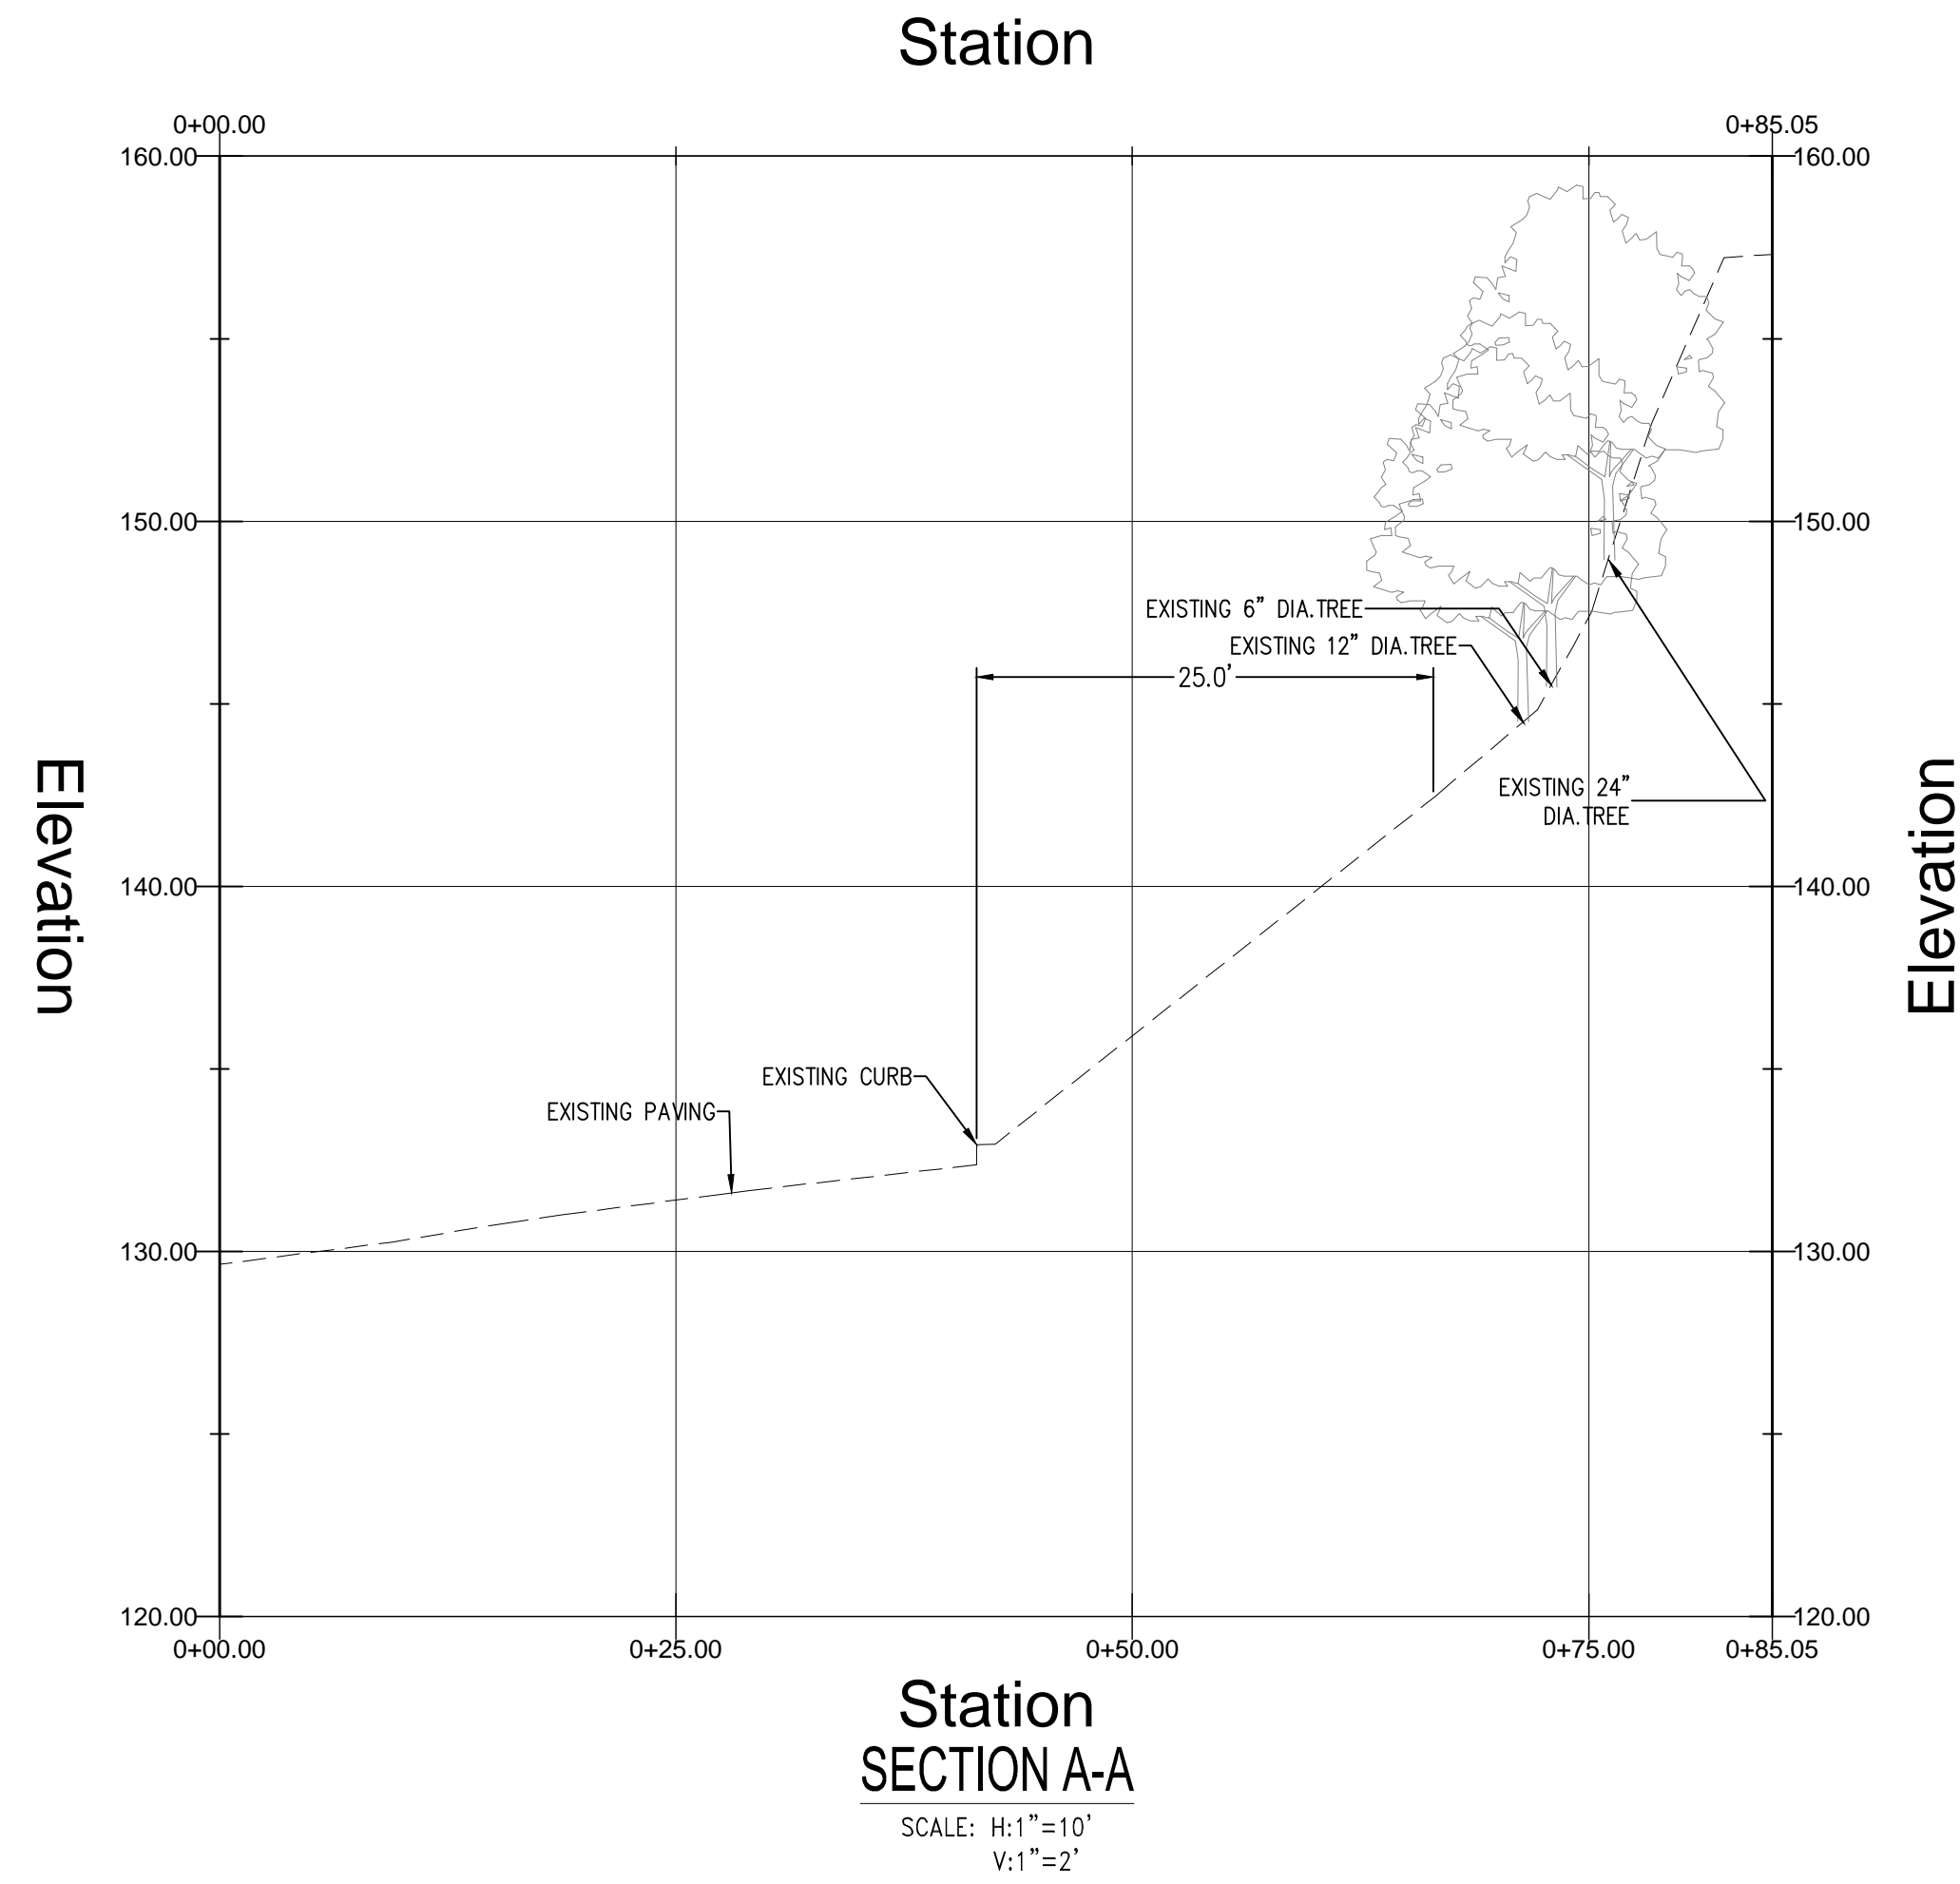 Station
0+00.00
0+85.05
160.00
160.00
150.00
150.00
EXISTING 6" DIA.TREE
EXISTING 12" DIA.TREE
25.0'
EXISTING 24"
DIA.TREE
Elevation
Elevation
140.00
140.00
EXISTING CURB
EXISTING PAVING
130.00
130.00
120.00
120.00
0+00.00
0+25.00
0+50.00
0+75.00
0+85.05
Station
SECTION A-A
SCALE: H:1"=10'
V:1"=2'